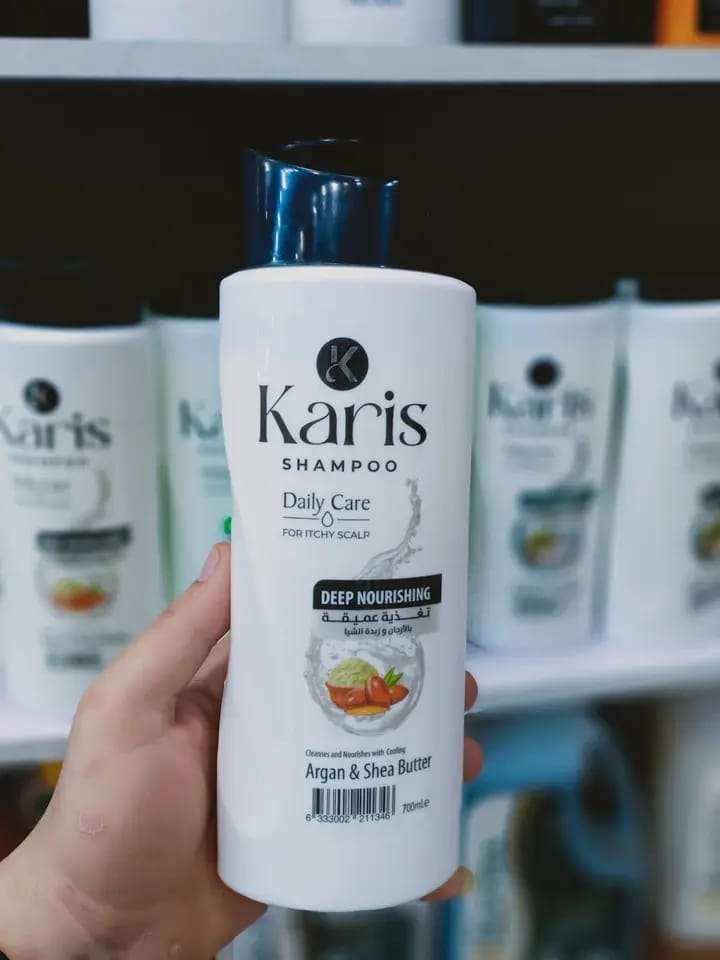 K
Karis
SHAMPOO
Daily Care
FOR ITCHY SCALP
DEEP NOURISHING
تغذية عميقة
بالأرجان و زبدة الشيا
Cleanses and Nourishes with Cooling
Argan & Shea Butter
700mLe
6 333002 211346
Karis
Karis